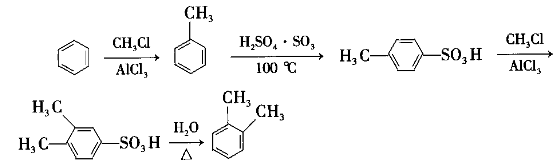 CH₃Cl
AlCl₃
CH₃
H₂SO₄·SO₃
100 ℃
H₃C
SO₃H
CH₃Cl
AlCl₃
H₃C
H₃C
SO₃H
H₂O
△
CH₃
CH₃